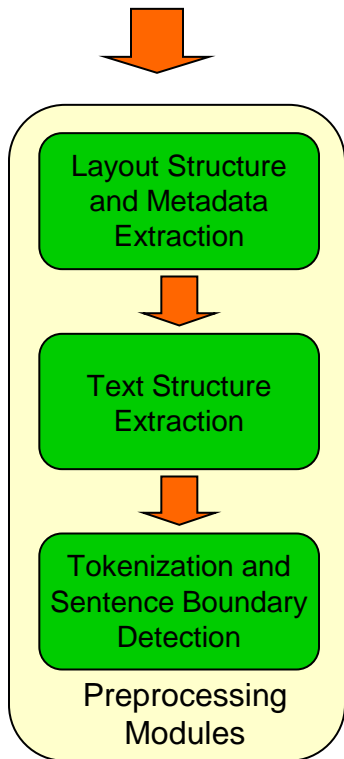 Layout Structure
and Metadata
Extraction
Text Structure
Extraction
Tokenization and
Sentence Boundary
Detection
Preprocessing
Modules